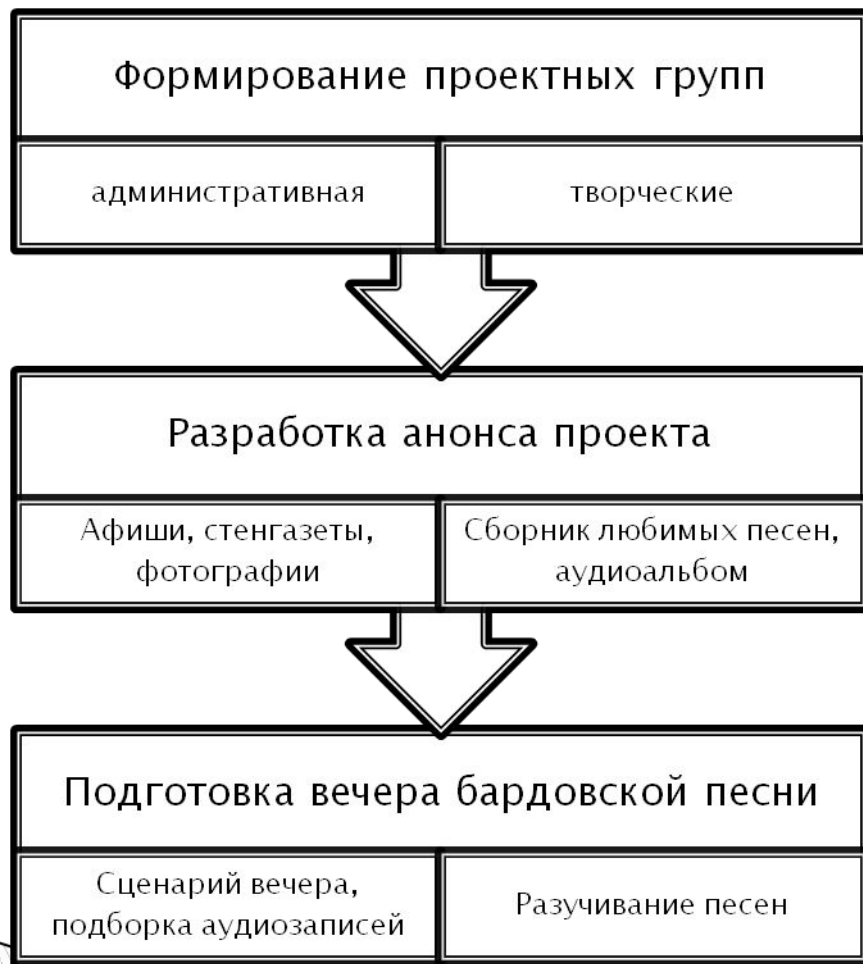 Формирование проектных групп
административная
творческие
Разработка анонса проекта
Афиши, стенгазеты,
фотографии
Сборник любимых песен,
аудиоальбом
Подготовка вечера бардовской песни
Сценарий вечера,
подборка аудиозаписей
Разучивание песен